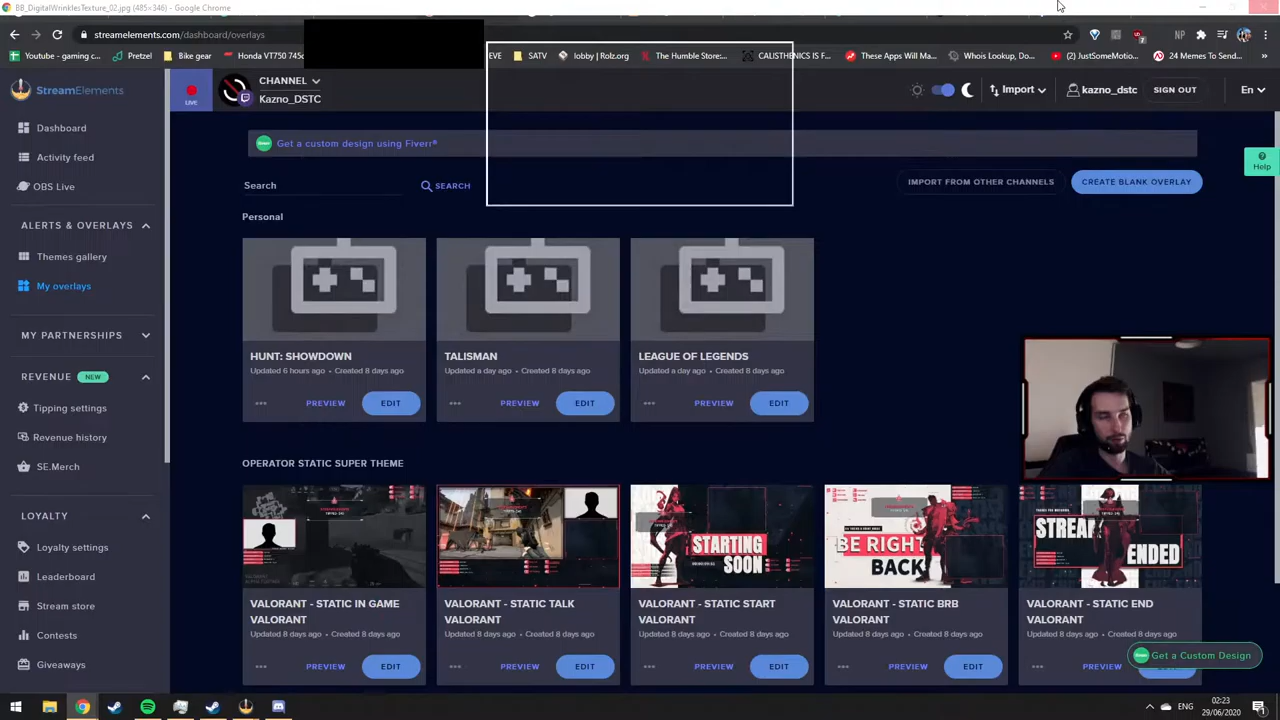 BB_DigitalWrinklesTexture_02.jpg (485×346) - Google Chrome
streamelements.com/dashboard/overlays
NP
Youtube - gaming c...
Pretzel
Bike gear
Honda VT750 745c
EVE
SATV
lobby | Rolz.org
The Humble Store:...
CALISTHENICS IS F...
These Apps Will Ma...
Whois Lookup, Do...
() JustSomeMotion...
24 Memes To Send...
StreamElements
LIVE
CHANNEL
Kazno_DSTC
Import
kazno_dstc
SIGN OUT
En
Dashboard
Activity feed
OBS Live
ALERTS & OVERLAYS
Themes gallery
My overlays
MY PARTNERSHIPS
REVENUE NEW
Tipping settings
Revenue history
SE.Merch
LOYALTY
Loyalty settings
Leaderboard
Stream store
Contests
Giveaways
Get a custom design using Fiverr®
Help
Search
SEARCH
IMPORT FROM OTHER CHANNELS
CREATE BLANK OVERLAY
Personal
HUNT: SHOWDOWN
Updated 6 hours ago • Created 8 days ago
••• PREVIEW EDIT
TALISMAN
Updated a day ago • Created 8 days ago
••• PREVIEW EDIT
LEAGUE OF LEGENDS
Updated a day ago • Created 8 days ago
••• PREVIEW EDIT
OPERATOR STATIC SUPER THEME
STARTING
SOON
BE RIGHT
BACK
STREAM
ENDED
VALORANT - STATIC IN GAME
VALORANT
Updated 8 days ago • Created 8 days ago
••• PREVIEW EDIT
VALORANT - STATIC TALK
VALORANT
Updated 8 days ago • Created 8 days ago
••• PREVIEW EDIT
VALORANT - STATIC START
VALORANT
Updated 8 days ago • Created 8 days ago
••• PREVIEW EDIT
VALORANT - STATIC BRB
VALORANT
Updated 8 days ago • Created 8 days ago
••• PREVIEW EDIT
VALORANT - STATIC END
VALORANT
Updated 8 days ago • Created 8 days ago
••• PREVIEW EDIT
fiverr Get a Custom Design
ENG
02:23
29/06/2020